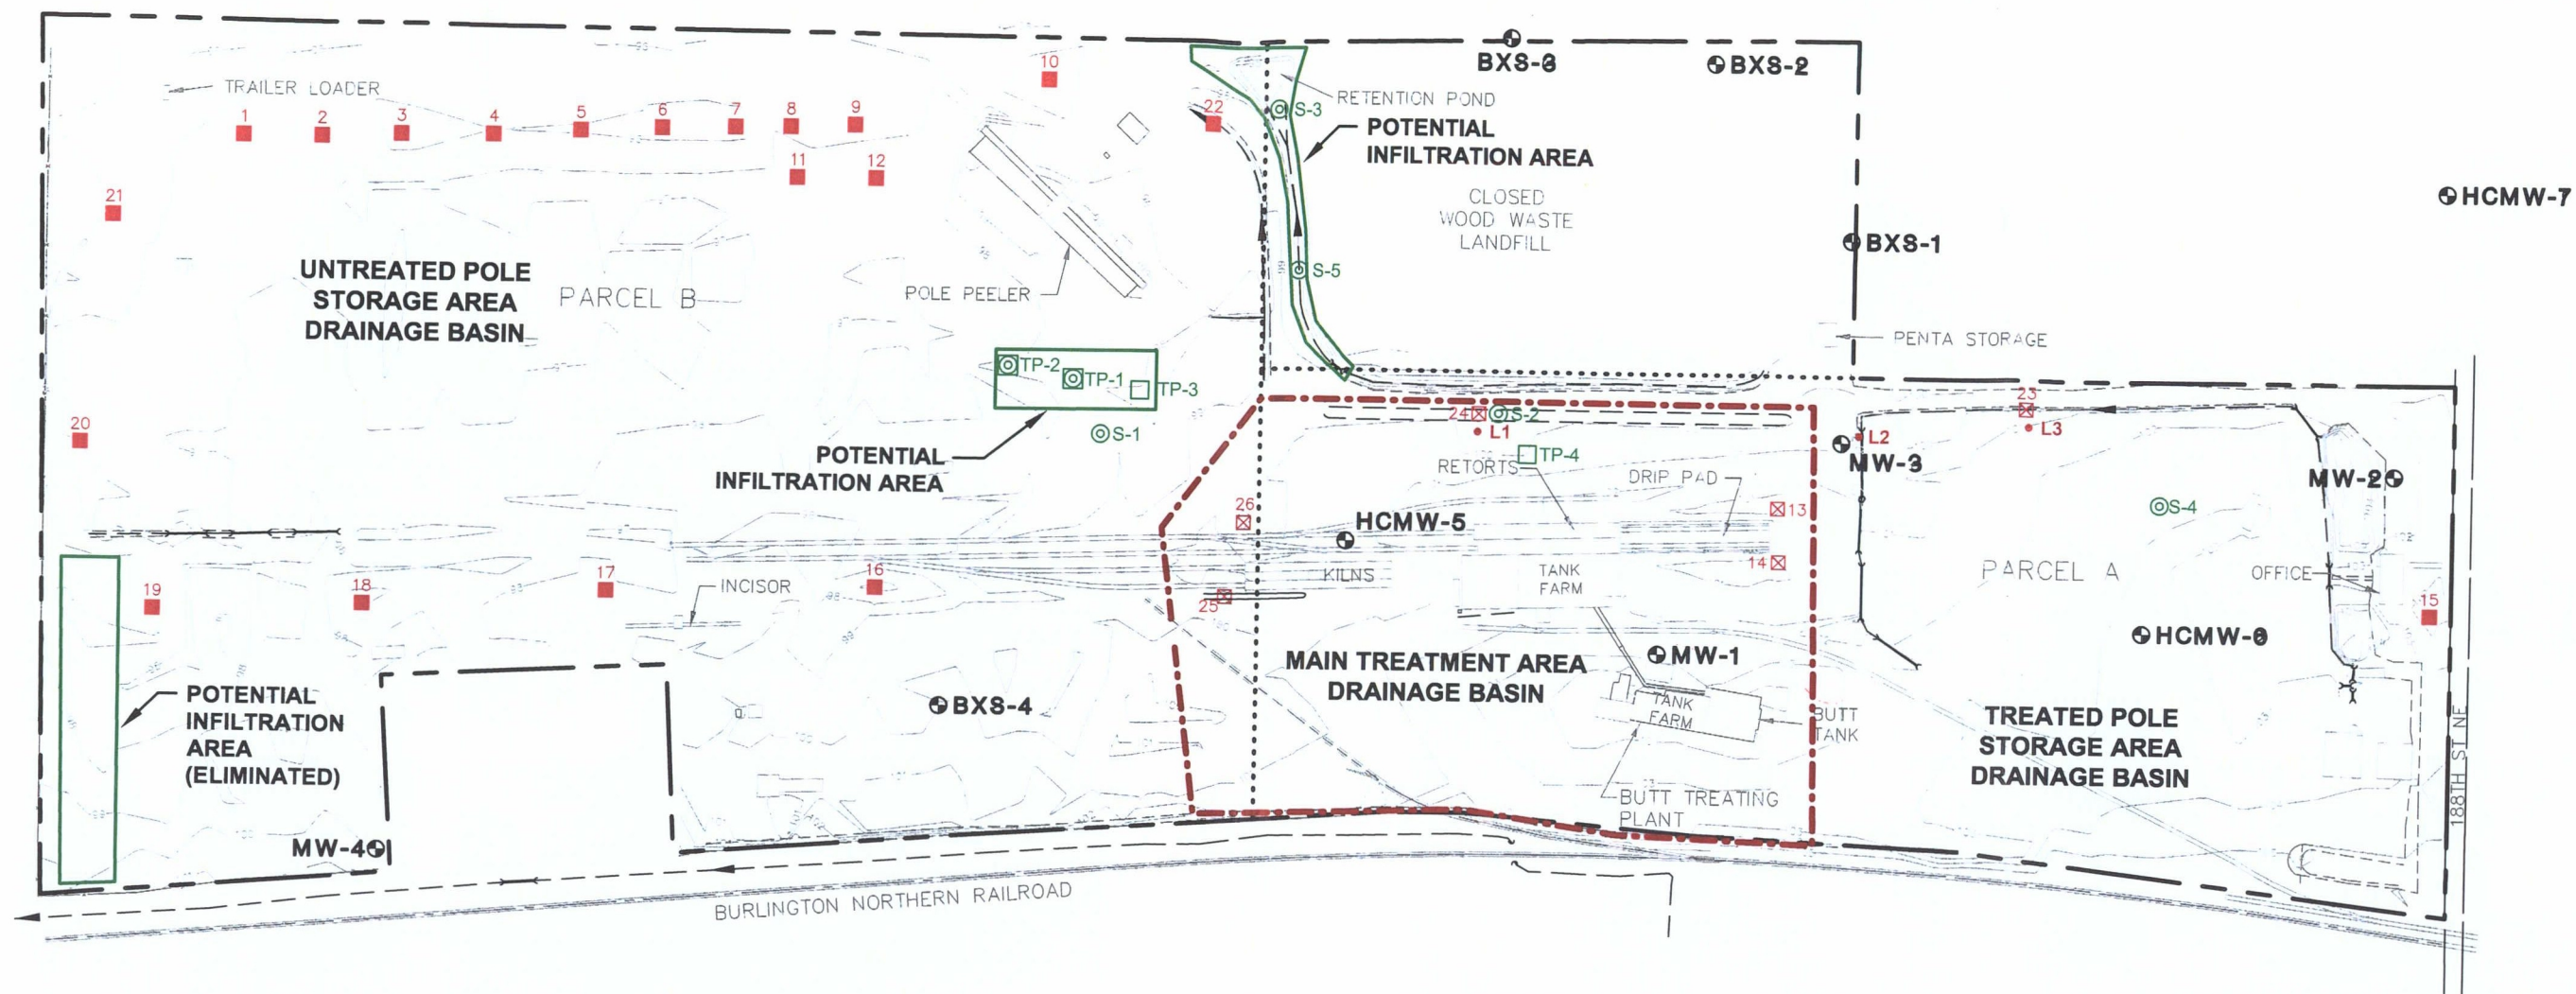 BXS-3
BXS-2
10
TRAILER LOADER
RETENTION POND
1
2
3
4
5
6
7
8
9
22
S-3
POTENTIAL
INFILTRATION AREA
11
12
21
CLOSED
WOOD WASTE
LANDFILL
HCMW-7
BXS-1
UNTREATED POLE
STORAGE AREA
DRAINAGE BASIN
PARCEL B
POLE PEELER
S-5
PENTA STORAGE
TP-2
TP-1
TP-3
S-1
20
POTENTIAL
INFILTRATION AREA
24
S-2
L1
TP-4
RETORTS
DRIP PAD
23
L2
L3
MW-3
MW-2
S-4
26
HCMW-5
13
14
KILNS
TANK
FARM
PARCEL A
OFFICE
15
19
18
17
16
INCISOR
25
HCMW-6
MAIN TREATMENT AREA
DRAINAGE BASIN
MW-1
TANK
FARM
BUTT
TANK
BUTT TREATING
PLANT
TREATED POLE
STORAGE AREA
DRAINAGE BASIN
188TH ST NE
POTENTIAL
INFILTRATION
AREA
(ELIMINATED)
BXS-4
MW-4
BURLINGTON NORTHERN RAILROAD